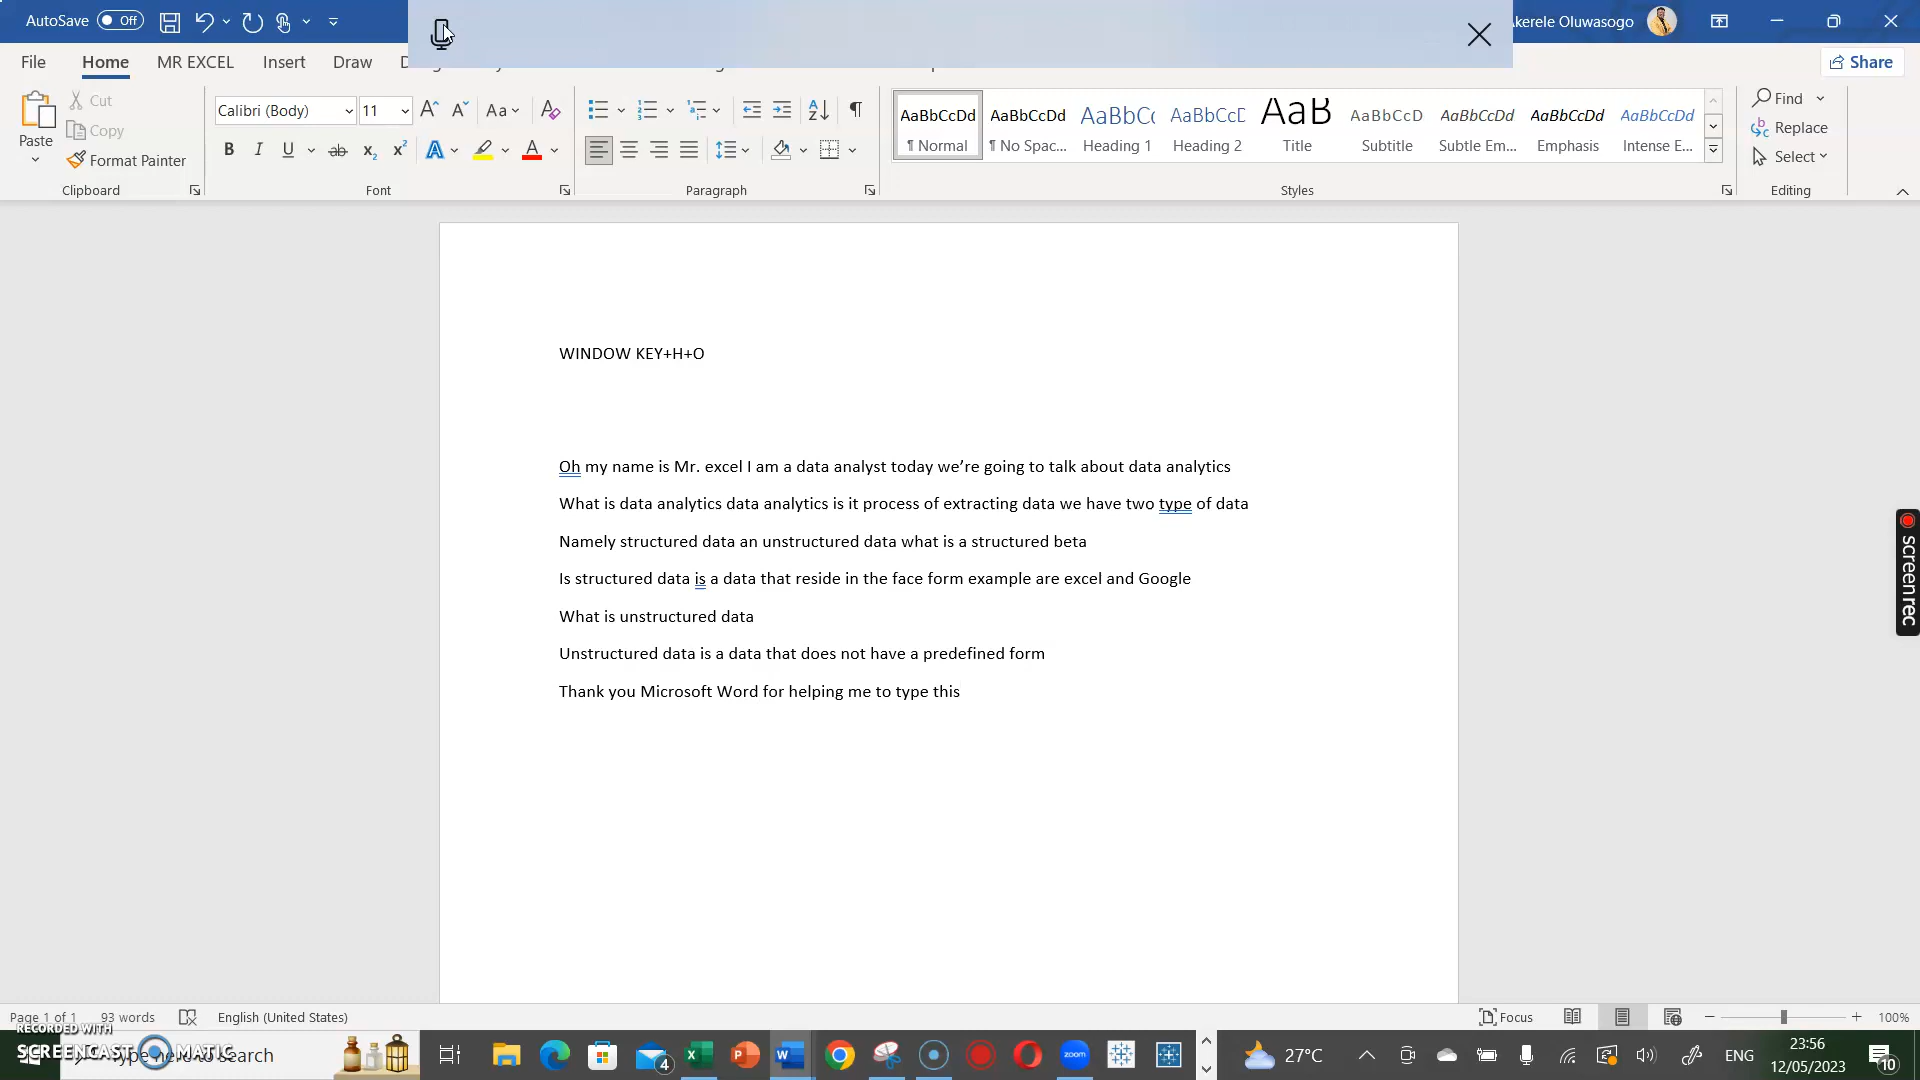 AutoSave Off
Akerele Oluwasogo
File Home MR EXCEL Insert Draw
Share
Paste
Cut
Copy
Format Painter
Clipboard
Calibri (Body) 11
Font
Paragraph
AaBbCcDd AaBbCcDd AaBbCc AaBbCcD AaB AaBbCcD AaBbCcDd AaBbCcDd AaBbCcDd
¶ Normal ¶ No Spac... Heading 1 Heading 2 Title Subtitle Subtle Em... Emphasis Intense E...
Styles
Find
Replace
Select
Editing
WINDOW KEY+H+O
Oh my name is Mr. excel I am a data analyst today we’re going to talk about data analytics
What is data analytics data analytics is it process of extracting data we have two type of data
Namely structured data an unstructured data what is a structured beta
Is structured data is a data that reside in the face form example are excel and Google
What is unstructured data
Unstructured data is a data that does not have a predefined form
Thank you Microsoft Word for helping me to type this
screenrec
Page 1 of 1 93 words English (United States)
Focus 100%
RECORDED WITH
SCREENCAST MATIC
Type here to search
4
zoom
27°C
ENG
23:56
12/05/2023
10